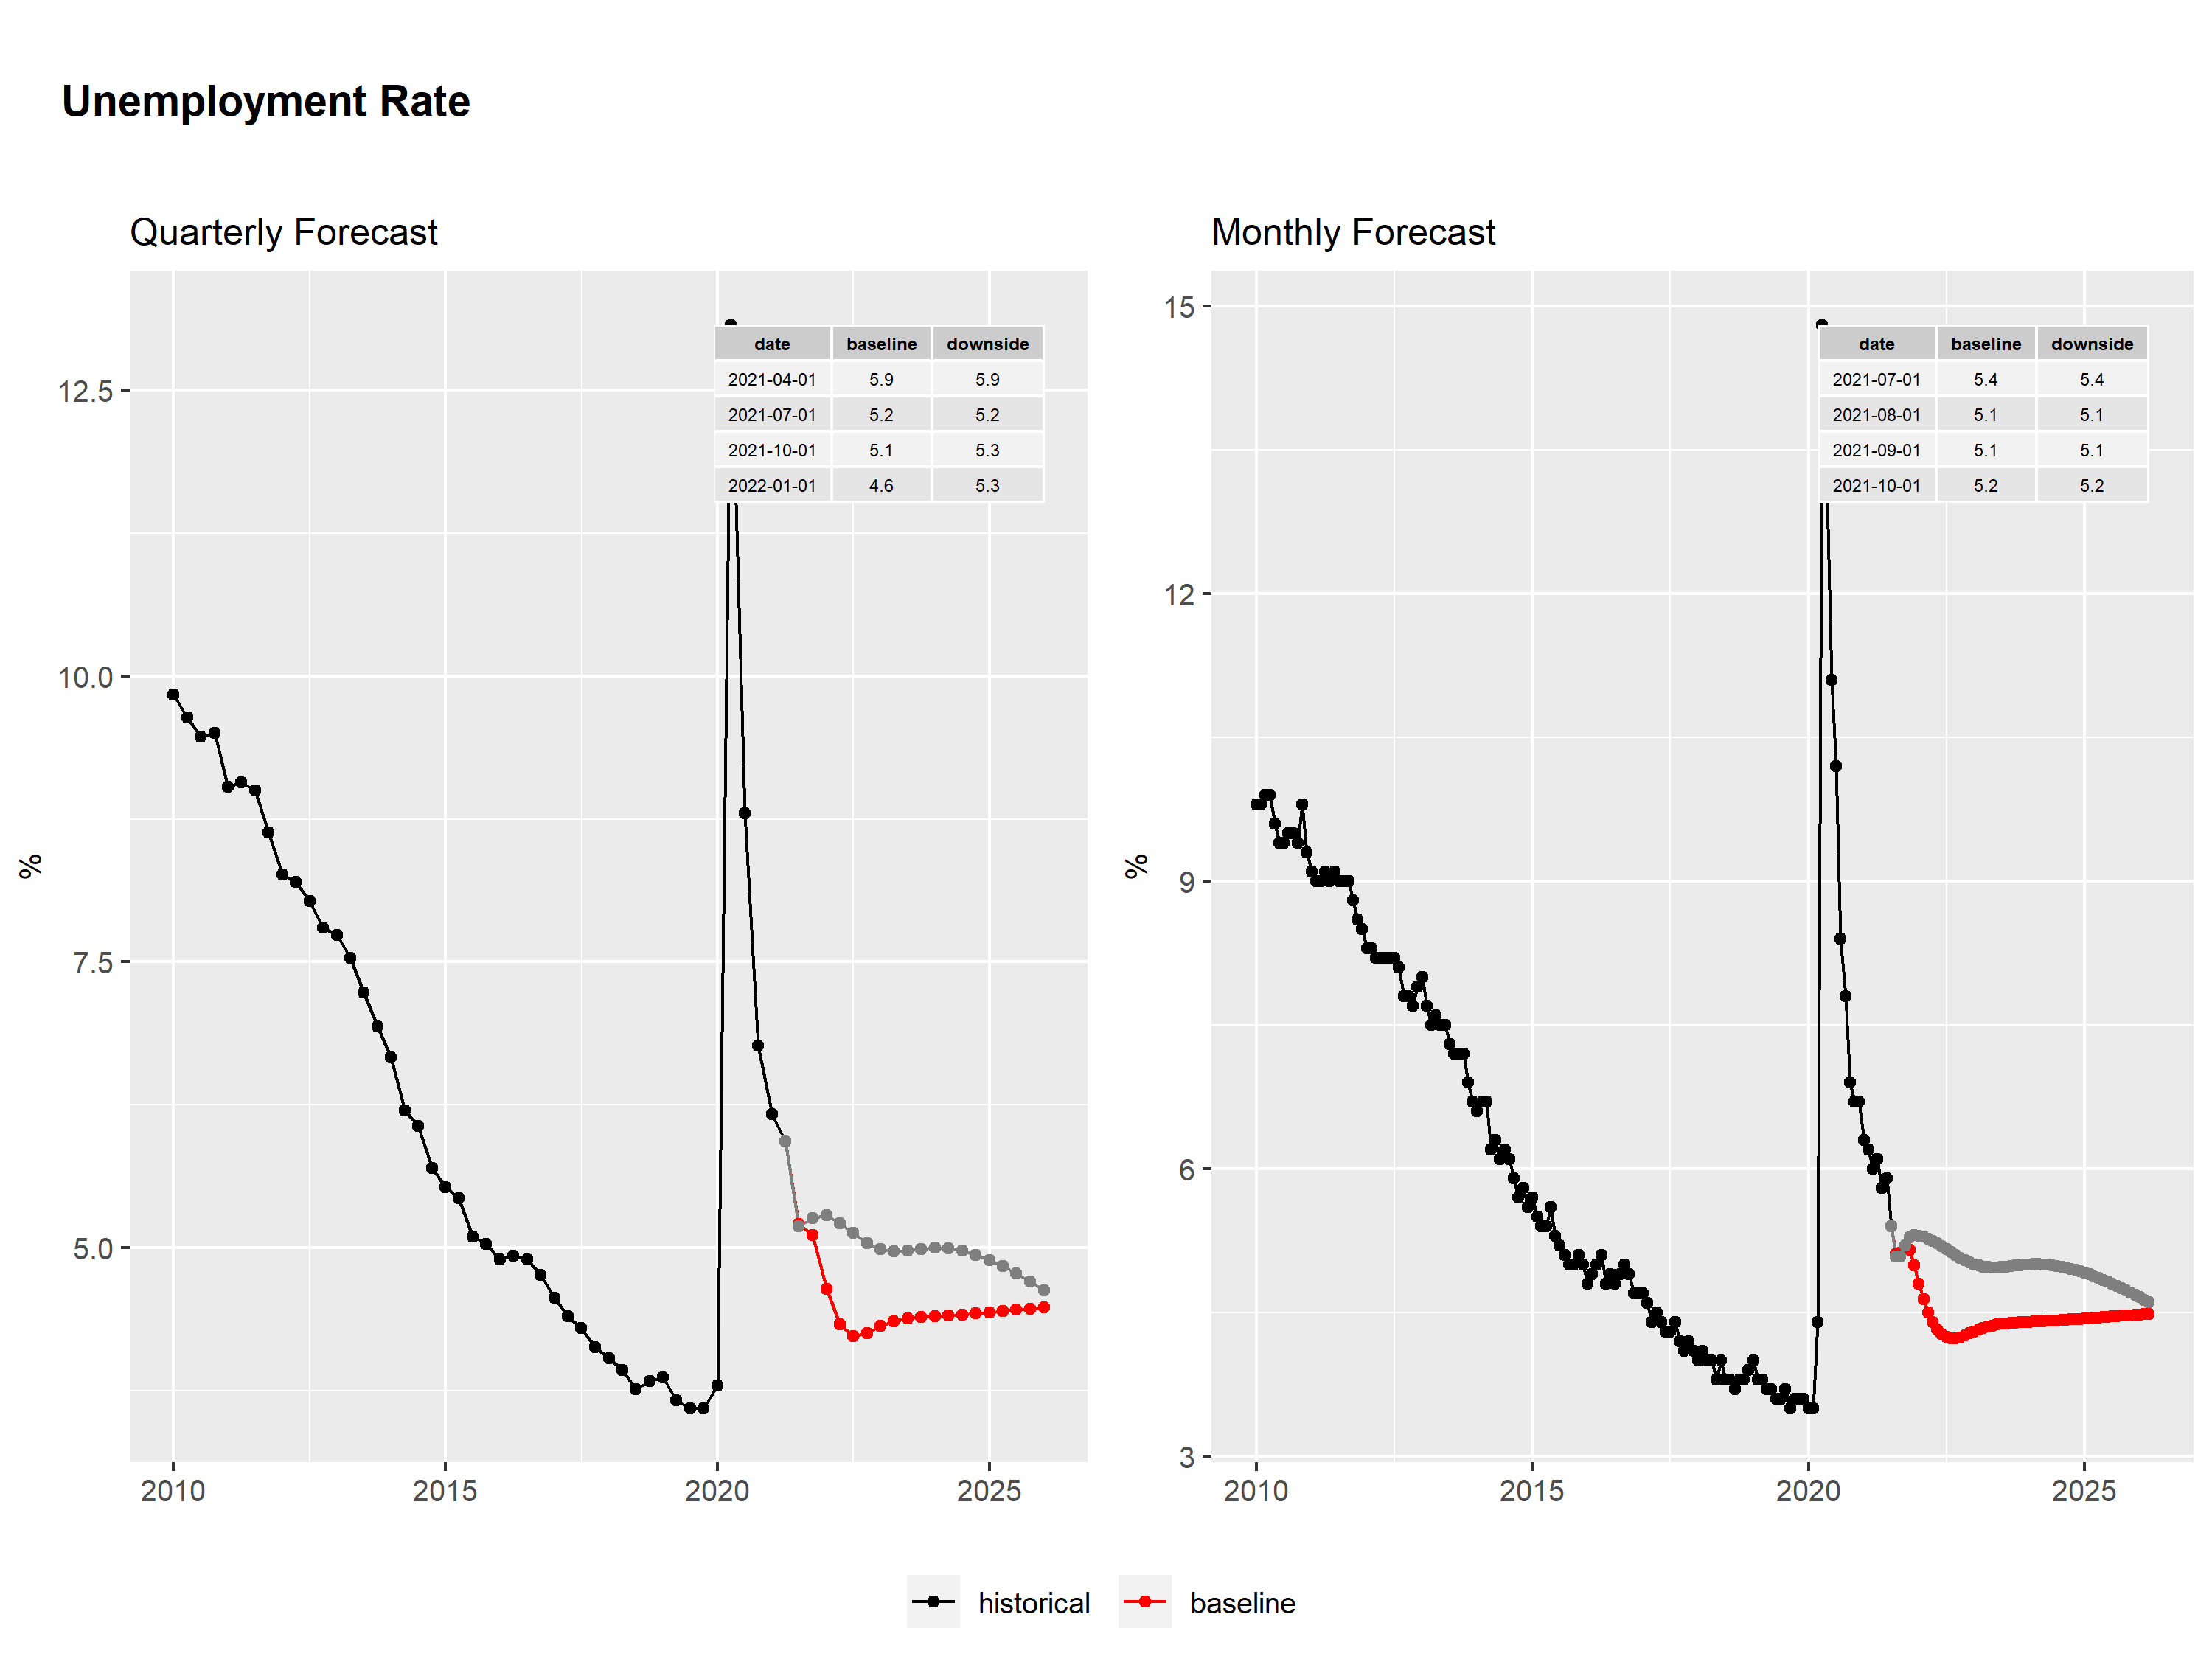 Unemployment Rate
Quarterly Forecast
%
12.5
10.0
7.5
5.0
2010 2015 2020 2025
date baseline downside
2021-04-01 5.9 5.9
2021-07-01 5.2 5.2
2021-10-01 5.1 5.3
2022-01-01 4.6 5.3
Monthly Forecast
%
15
12
9
6
3
2010 2015 2020 2025
date baseline downside
2021-07-01 5.4 5.4
2021-08-01 5.1 5.1
2021-09-01 5.1 5.1
2021-10-01 5.2 5.2
historical baseline